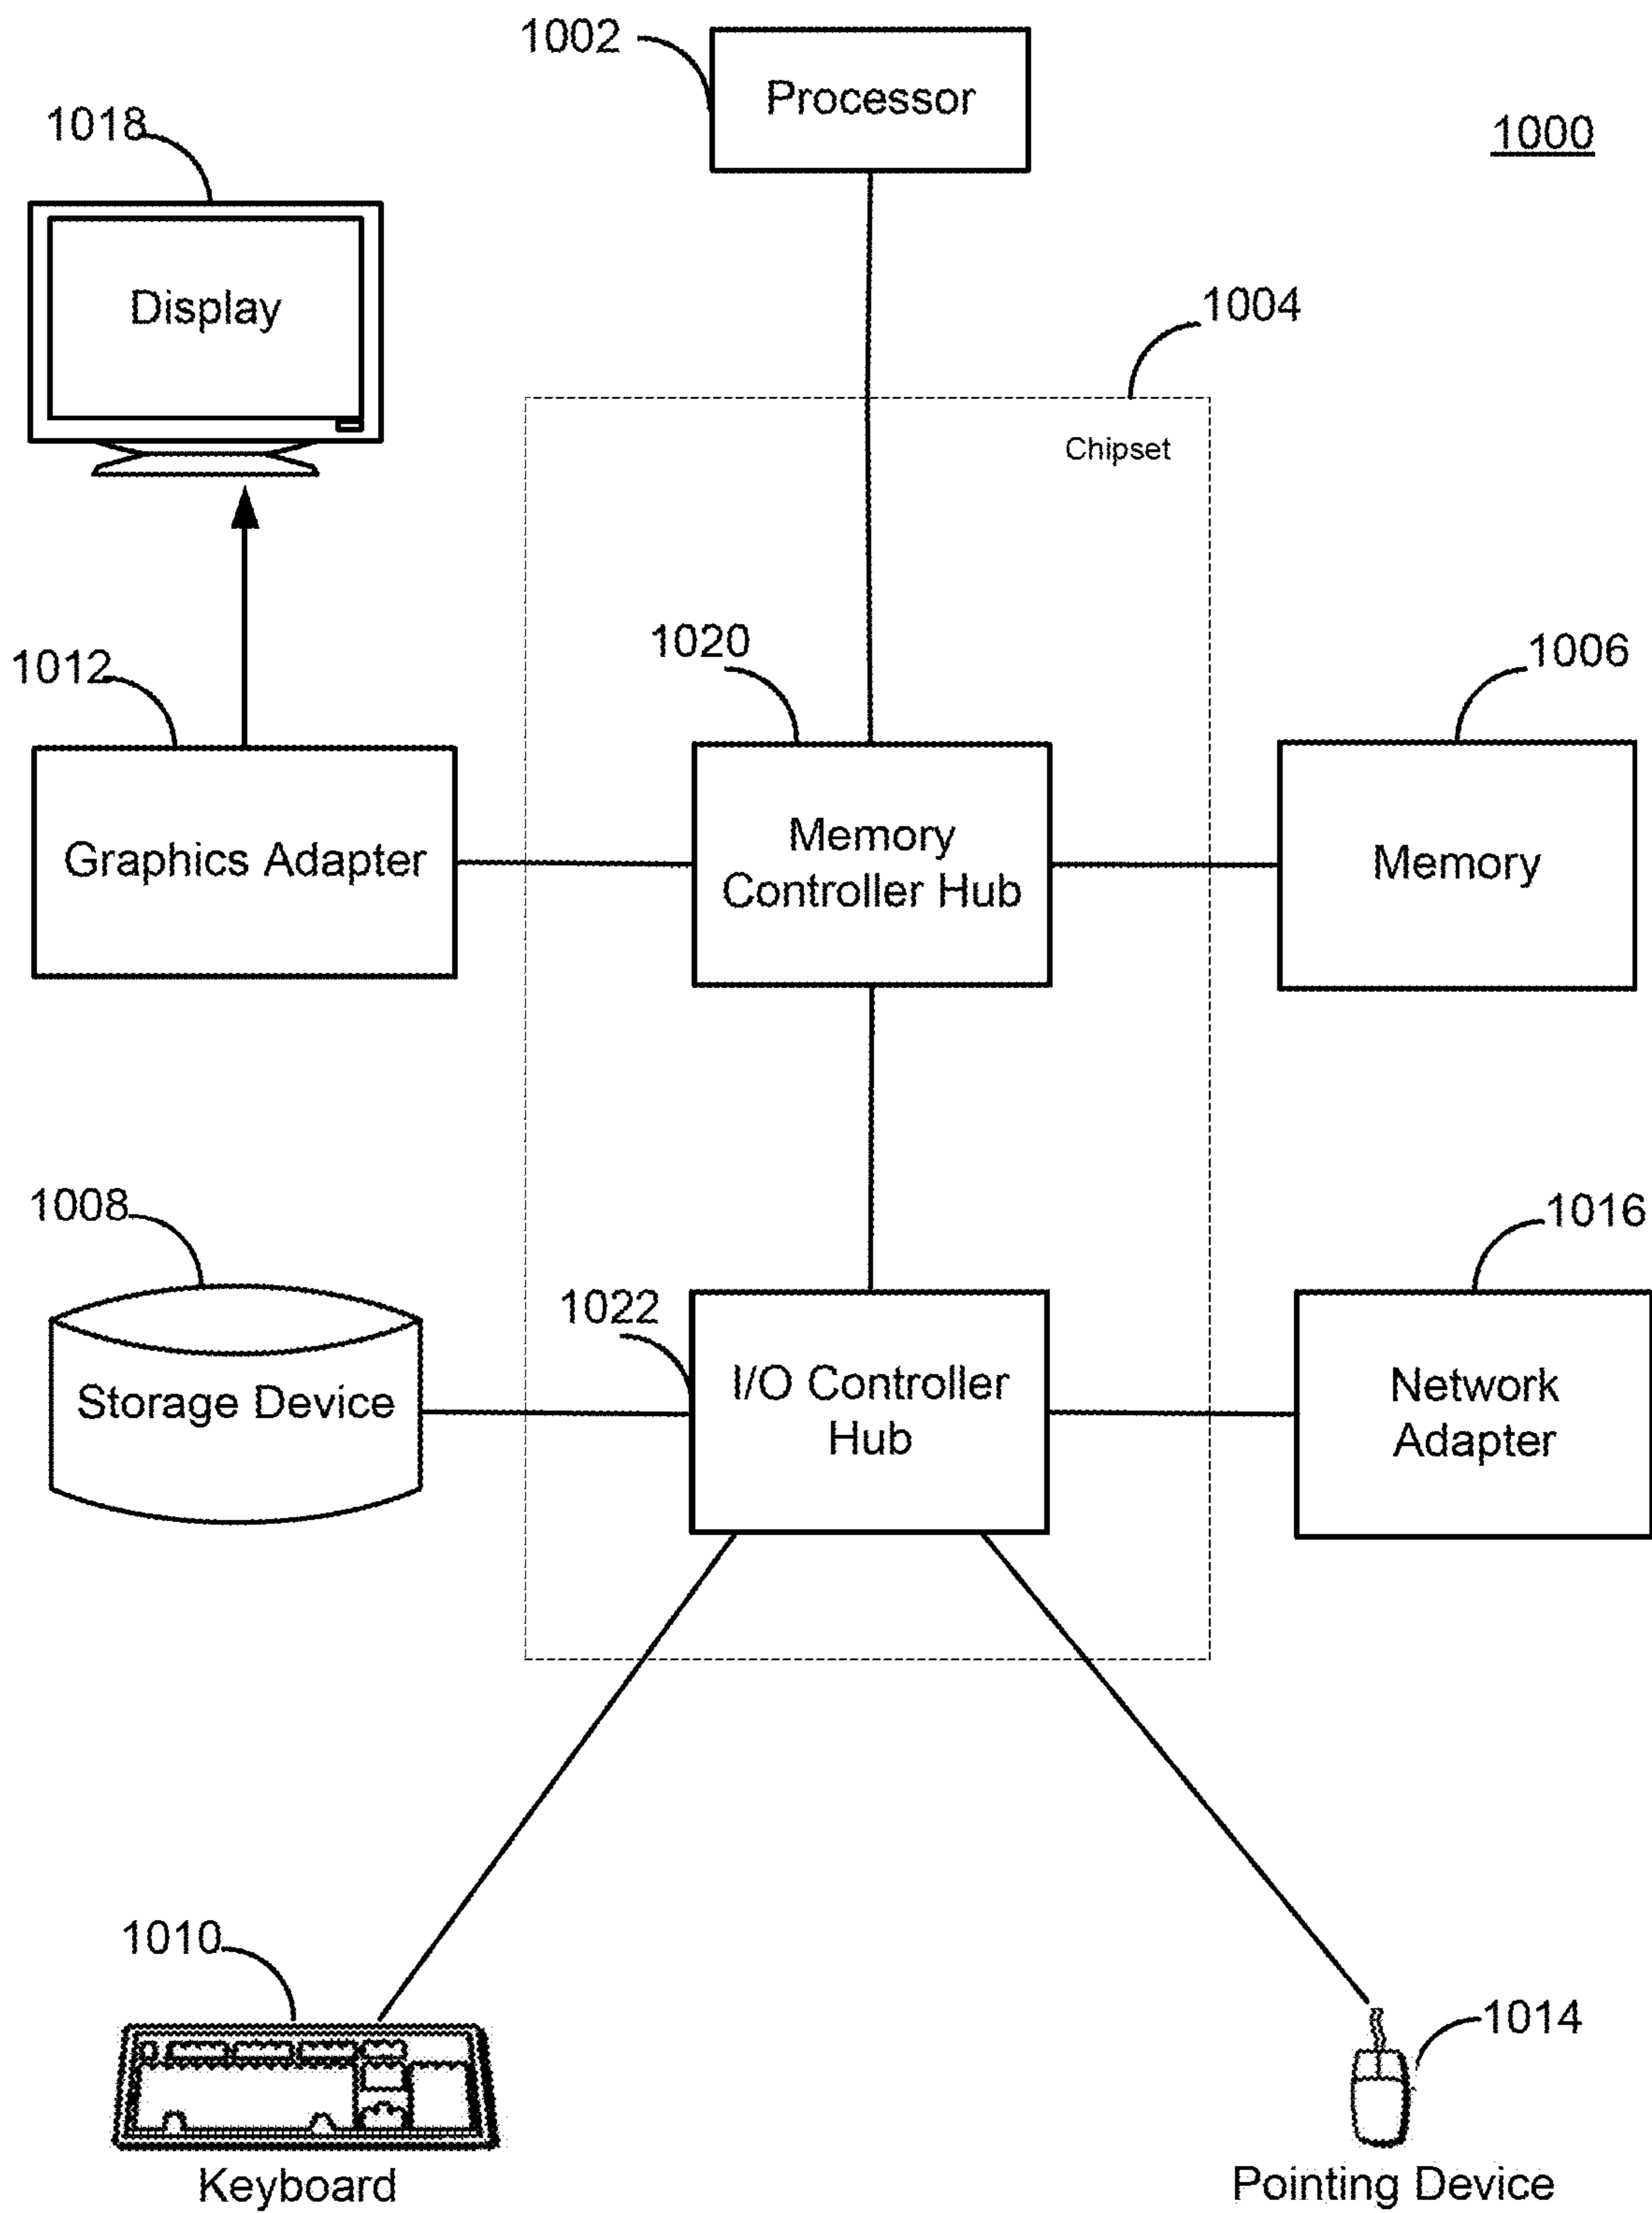 1002
Processor
1000
1018
Display
1004
Chipset
1020
1006
1012
Graphics Adapter
Memory
Controller Hub
Memory
1008
1016
1022
Storage Device
I/O Controller
Hub
Network
Adapter
1010
1014
Keyboard
Pointing Device